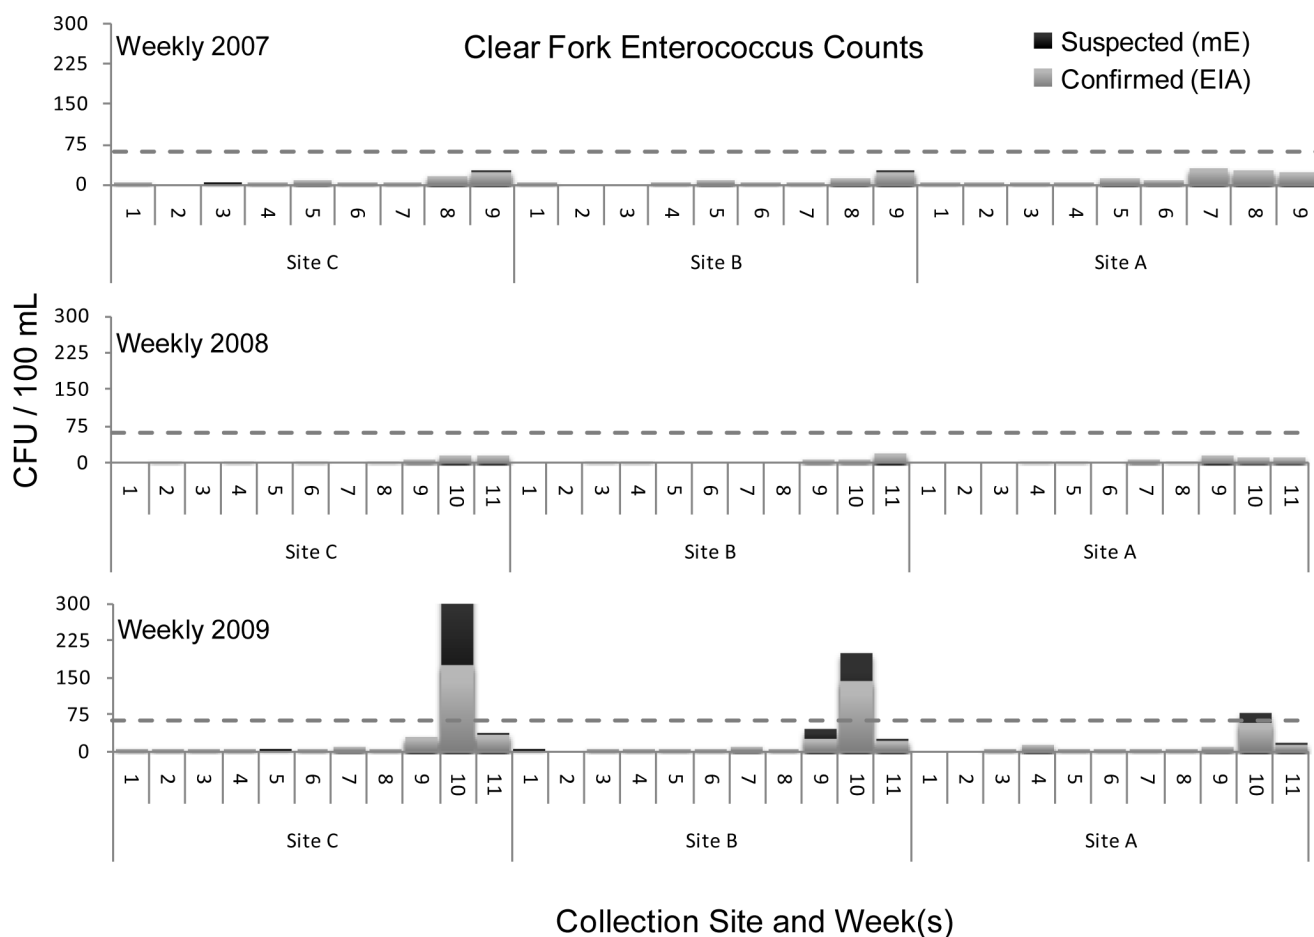 Clear Fork Enterococcus Counts
Suspected (mE)
Confirmed (EIA)
CFU / 100 mL
Weekly 2007
300
225
150
75
0
1 2 3 4 5 6 7 8 9 1 2 3 4 5 6 7 8 9 1 2 3 4 5 6 7 8 9
Site C Site B Site A
Weekly 2008
300
225
150
75
0
1 2 3 4 5 6 7 8 9 10 11 1 2 3 4 5 6 7 8 9 10 11 1 2 3 4 5 6 7 8 9 10 11
Site C Site B Site A
Weekly 2009
300
225
150
75
0
1 2 3 4 5 6 7 8 9 10 11 1 2 3 4 5 6 7 8 9 10 11 1 2 3 4 5 6 7 8 9 10 11
Site C Site B Site A
Collection Site and Week(s)